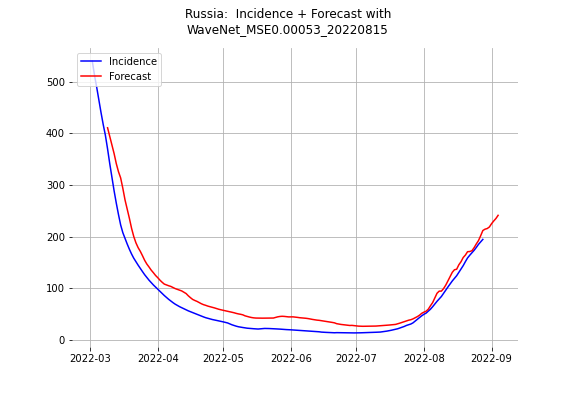 Russia:  Incidence + Forecast with
WaveNet_MSE0.00053_20220815
Incidence
Forecast
500
400
300
200
100
0
2022-03 2022-04 2022-05 2022-06 2022-07 2022-08 2022-09